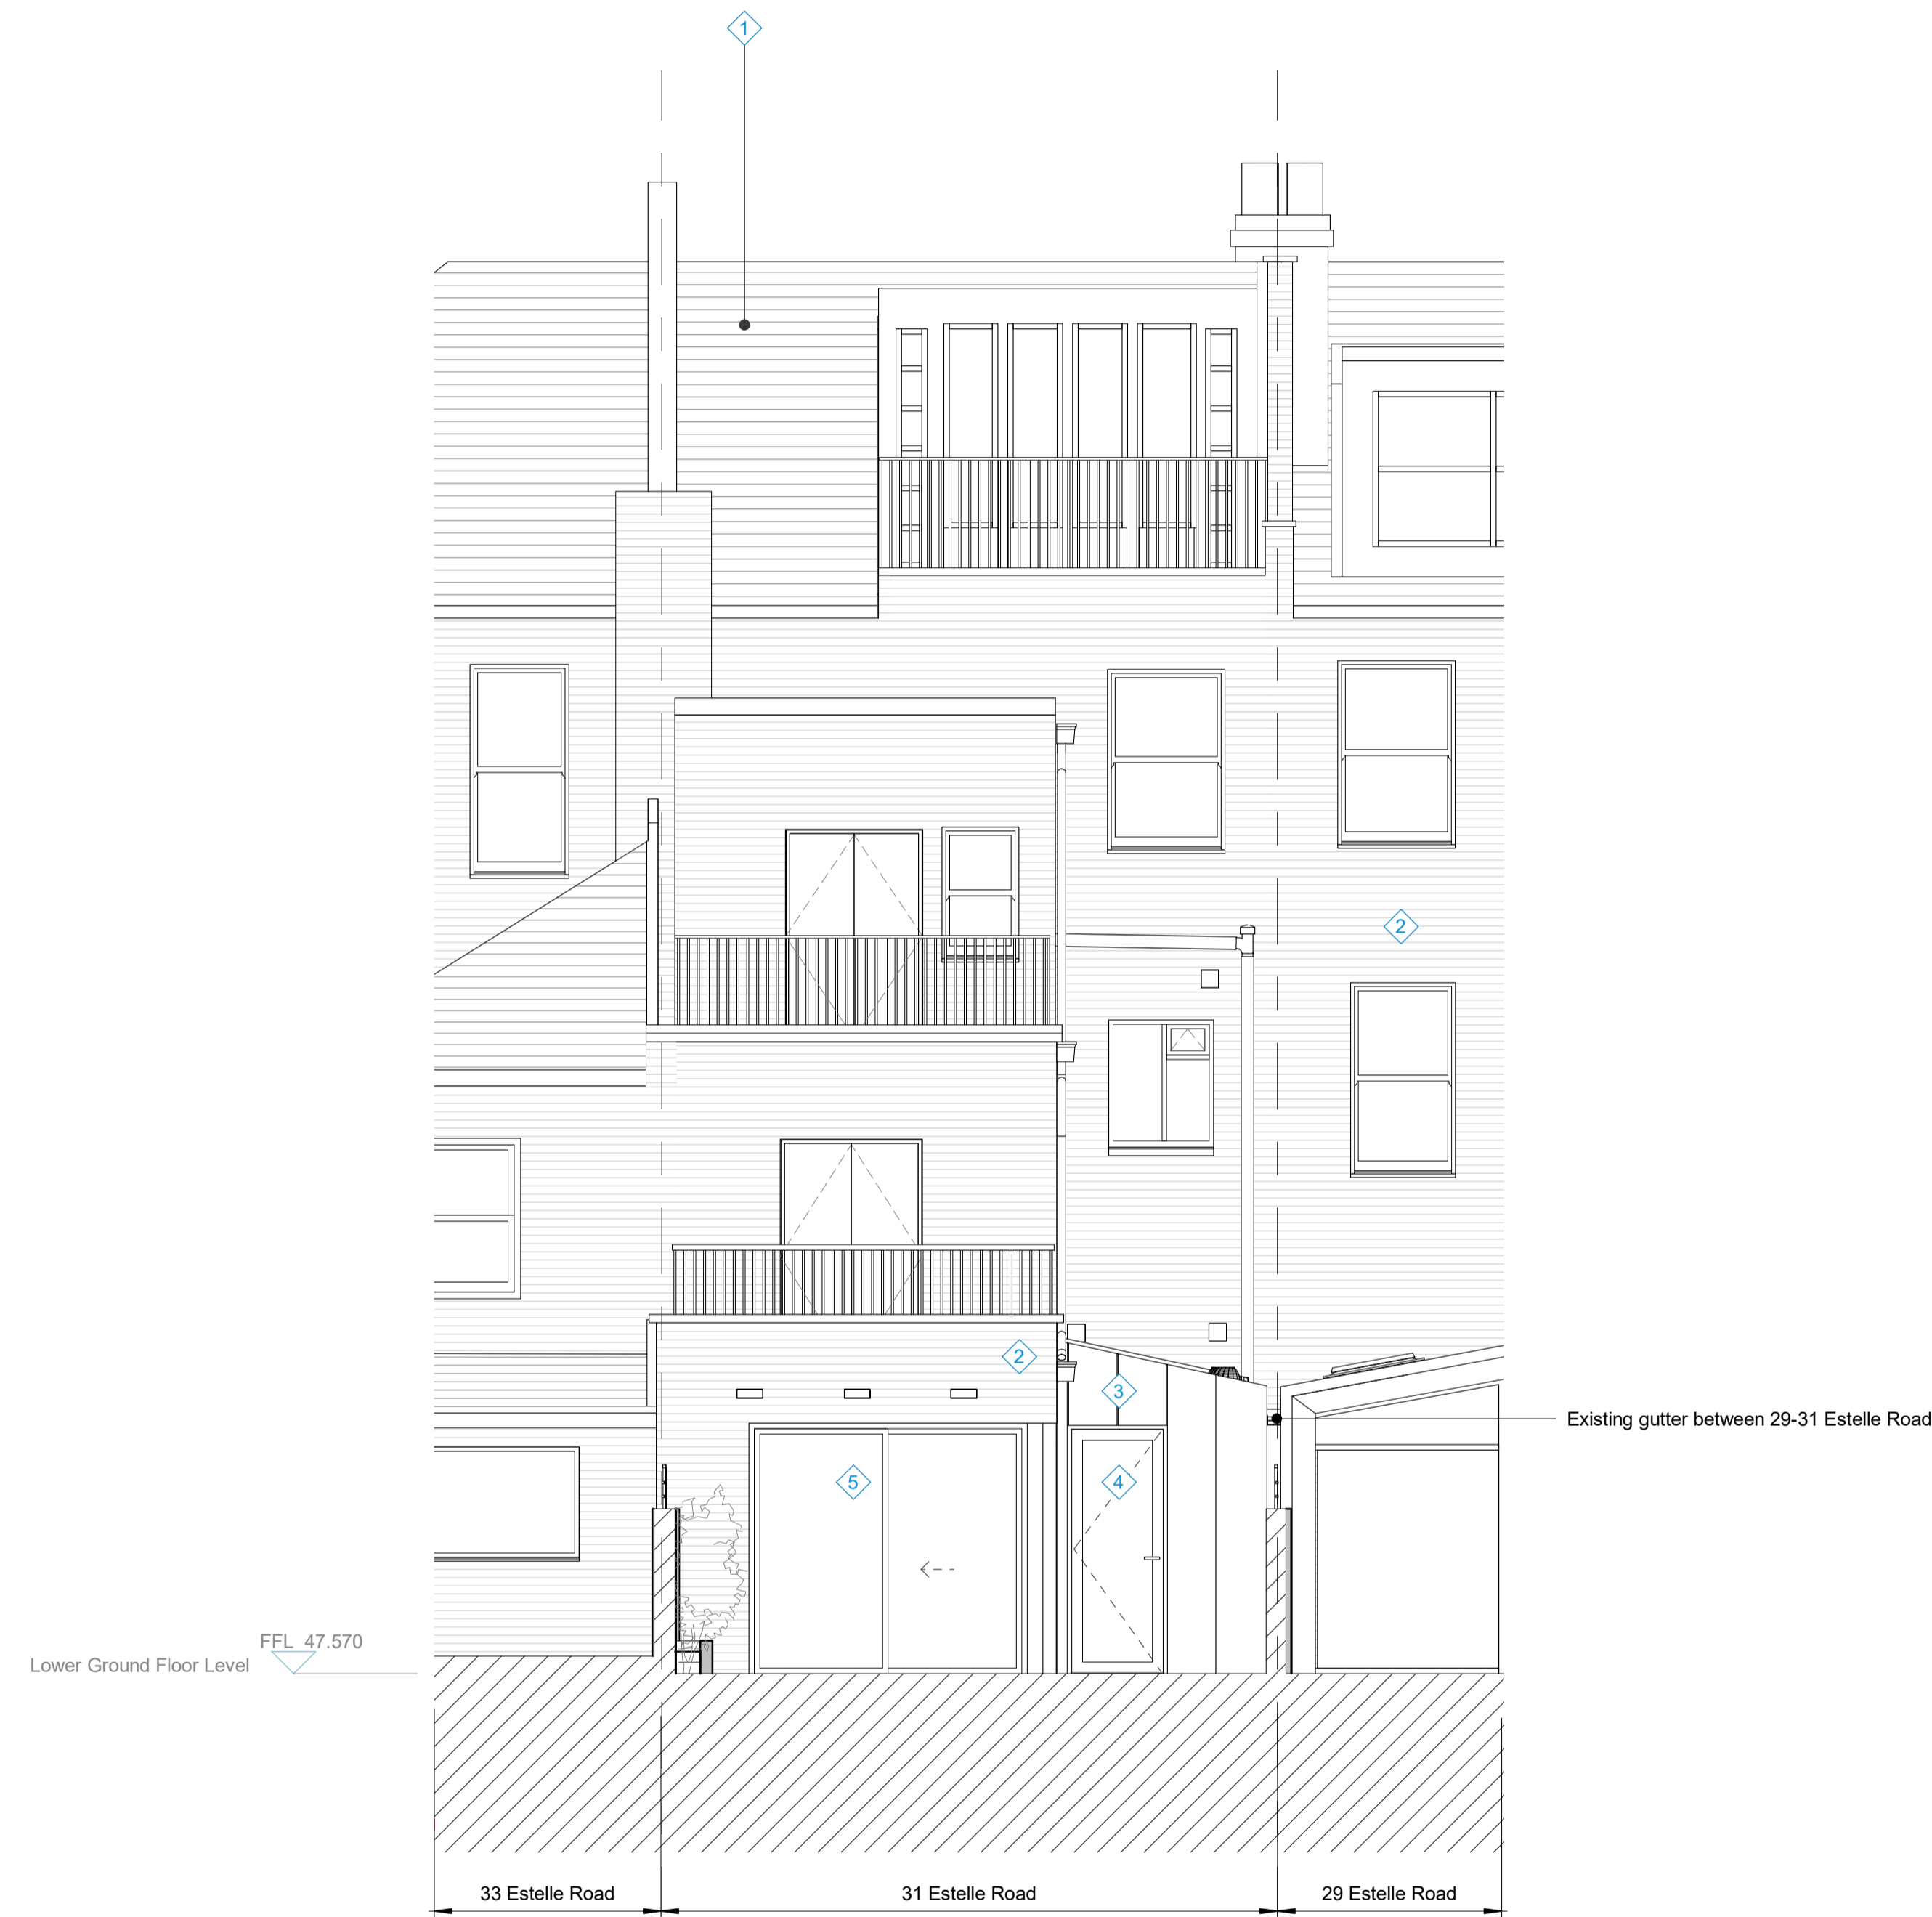 1
2
2
3
Existing gutter between 29-31 Estelle Road
5
4
FFL 47.570
Lower Ground Floor Level
33 Estelle Road
31 Estelle Road
29 Estelle Road